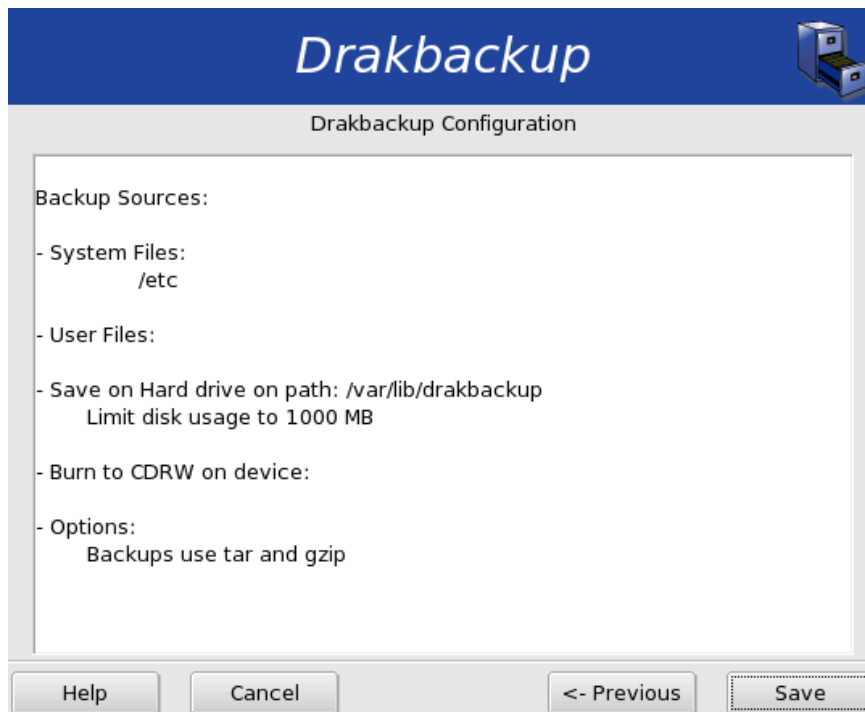 Drakbackup
Drakbackup Configuration
Backup Sources:
- System Files:
/etc
- User Files:
- Save on Hard drive on path: /var/lib/drakbackup
Limit disk usage to 1000 MB
- Burn to CDRW on device:
- Options:
Backups use tar and gzip
Help
Cancel
<- Previous
Save